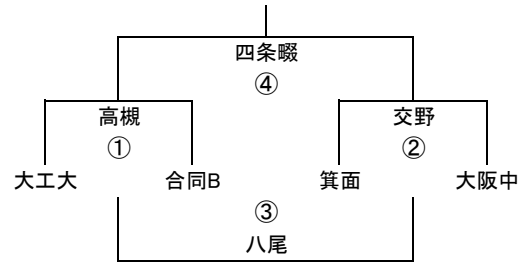 四条畷
④
高槻
交野
①
②
大工大
合同B
箕面
大阪中
③
八尾